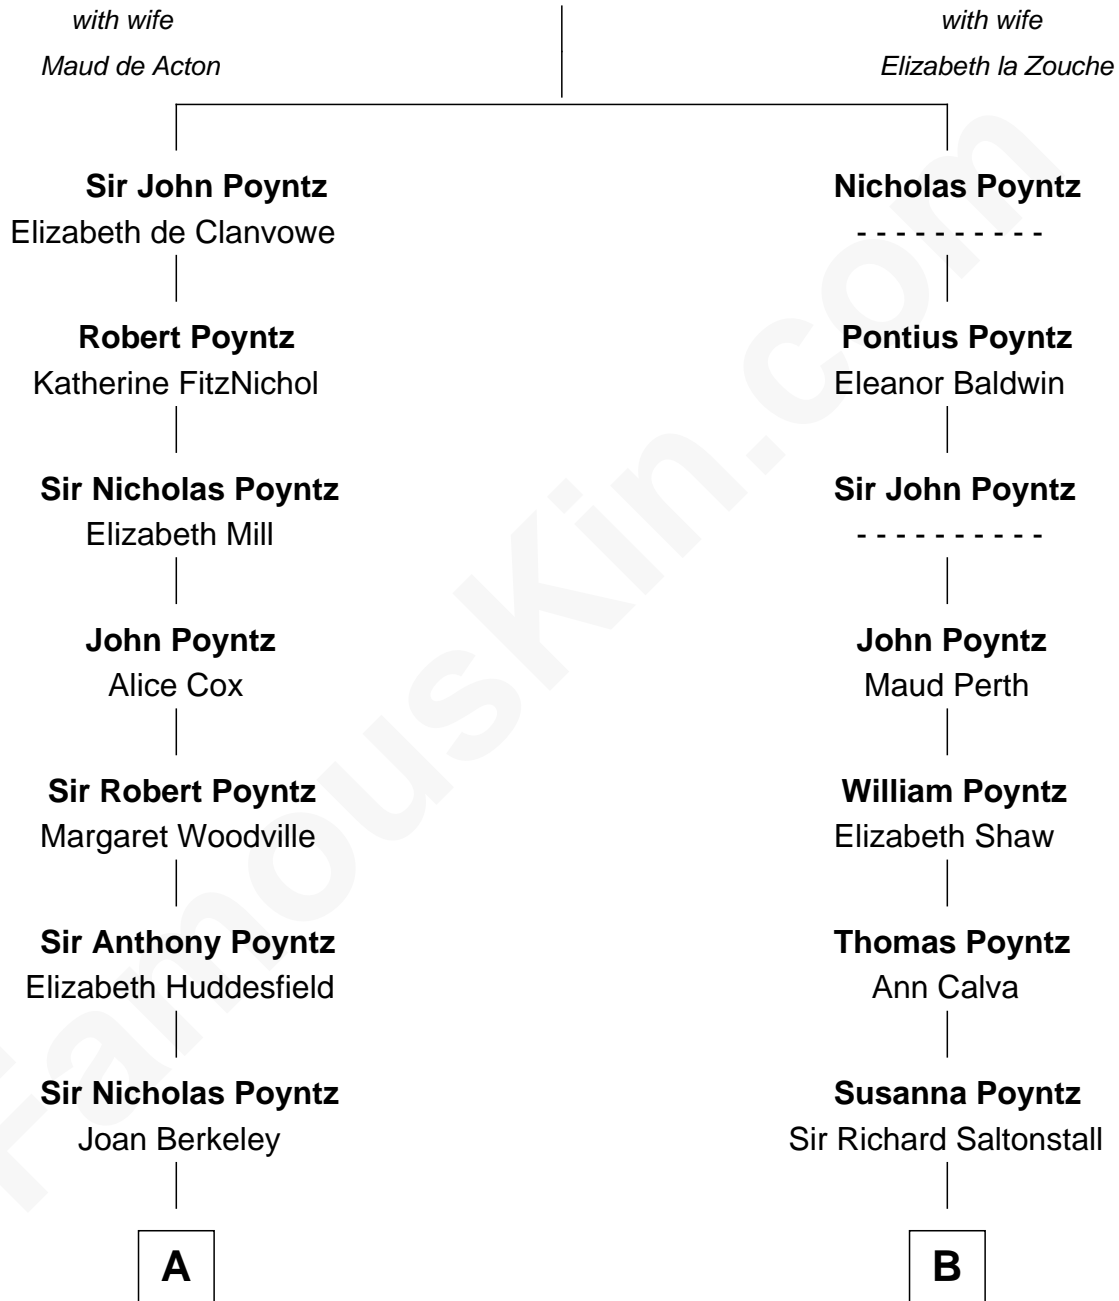 with wife
Maud de Acton
with wife
Elizabeth la Zouche
Sir John Poyntz
Elizabeth de Clanvowe
Nicholas Poyntz
- - - - - - - - - -
Robert Poyntz
Katherine FitzNichol
Pontius Poyntz
Eleanor Baldwin
Sir Nicholas Poyntz
Elizabeth Mill
Sir John Poyntz
- - - - - - - - - -
John Poyntz
Alice Cox
John Poyntz
Maud Perth
Sir Robert Poyntz
Margaret Woodville
William Poyntz
Elizabeth Shaw
Sir Anthony Poyntz
Elizabeth Huddesfield
Thomas Poyntz
Ann Calva
Sir Nicholas Poyntz
Joan Berkeley
Susanna Poyntz
Sir Richard Saltonstall
A
B
FamousKin.com